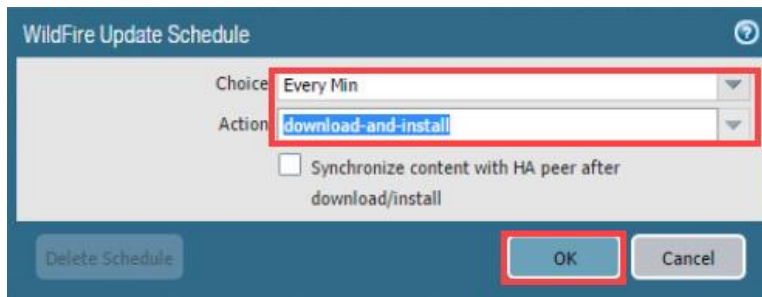 WildFire Update Schedule
Choice Every Min
Action download-and-install
Synchronize content with HA peer after
download/install
Delete Schedule OK Cancel